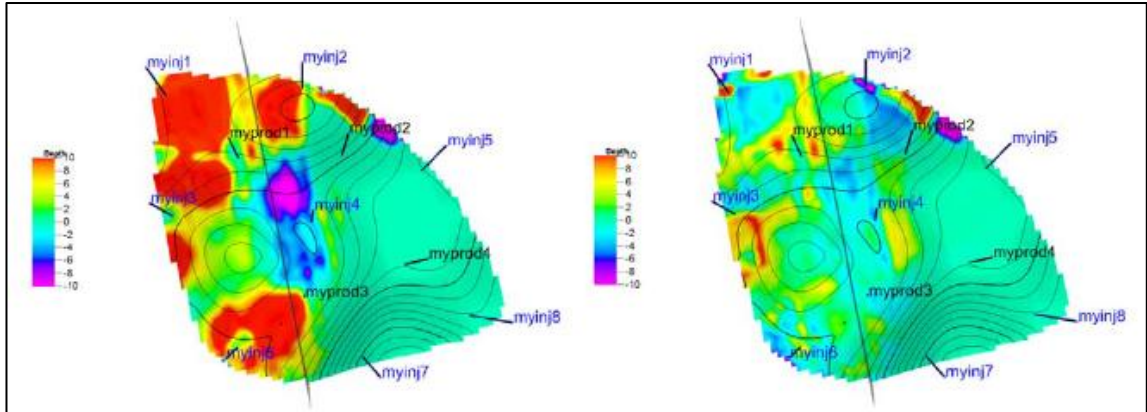 myinj1
myinj2
myprod1
myprod2
myinj5
Depth
10
8
6
4
2
0
-2
-4
-6
-8
-10
myinj3
myinj4
myprod4
myprod3
myinj8
myinj6
myinj7
myinj1
myinj2
myprod1
myprod2
myinj5
Depth
10
8
6
4
2
0
-2
-4
-6
-8
-10
myinj3
myinj4
myprod4
myprod3
myinj8
myinj6
myinj7